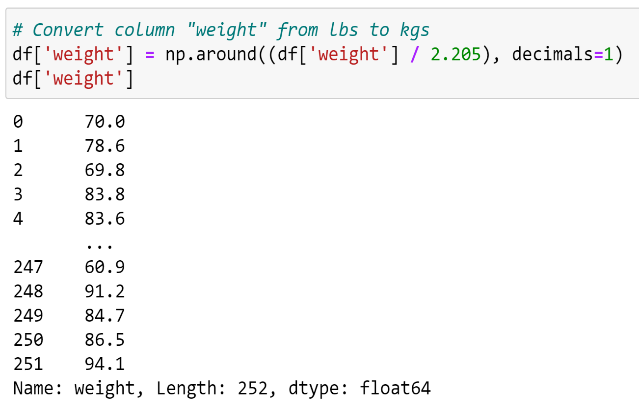 # Convert column "weight" from lbs to kgs
df['weight'] = np.around((df['weight'] / 2.205), decimals=1)
df['weight']
0      70.0
1      78.6
2      69.8
3      83.8
4      83.6
       ...
247    60.9
248    91.2
249    84.7
250    86.5
251    94.1
Name: weight, Length: 252, dtype: float64